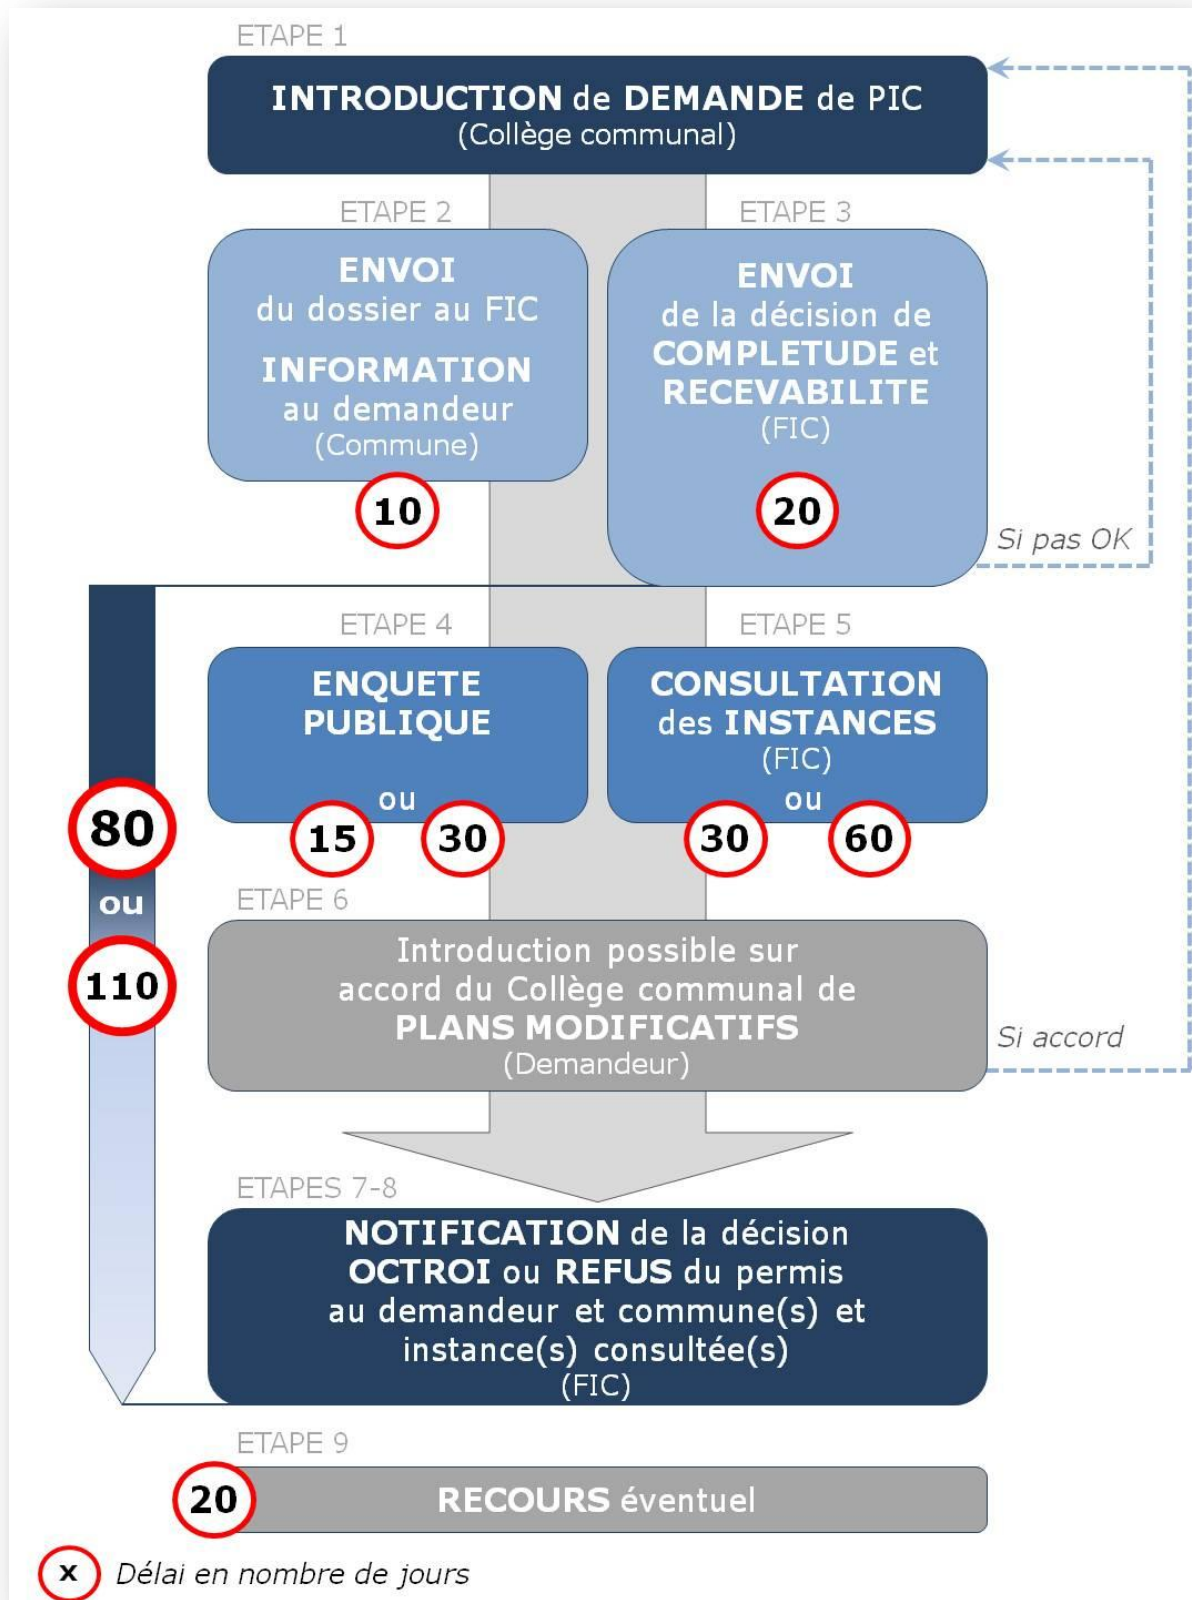 ETAPE 1
INTRODUCTION de DEMANDE de PIC
(Collège communal)
ETAPE 2
ENVOI
du dossier au FIC
INFORMATION
au demandeur
(Commune)
10
ETAPE 3
ENVOI
de la décision de
COMPLETUDE et
RECEVABILITE
(FIC)
20
Si pas OK
ETAPE 4
ENQUETE
PUBLIQUE
ou
15
30
ETAPE 5
CONSULTATION
des INSTANCES
(FIC)
ou
30
60
80
ou
110
ETAPE 6
Introduction possible sur
accord du Collège communal de
PLANS MODIFICATIFS
(Demandeur)
Si accord
ETAPES 7-8
NOTIFICATION de la décision
OCTROI ou REFUS du permis
au demandeur et commune(s) et
instance(s) consultée(s)
(FIC)
ETAPE 9
20
RECOURS éventuel
x Délai en nombre de jours